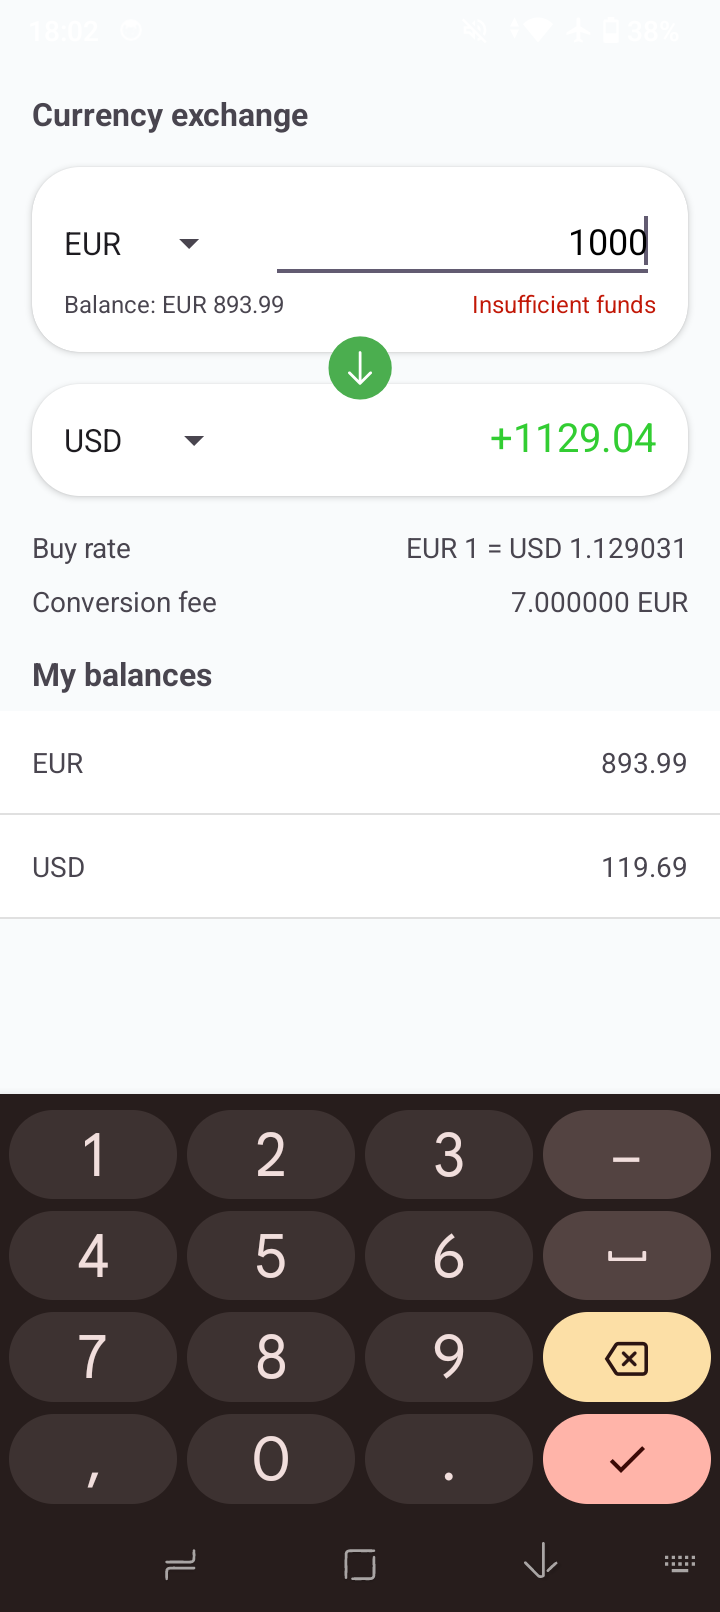 18:02 38%
Currency exchange
EUR 1000
Balance: EUR 893.99 Insufficient funds
USD +1129.04
Buy rate EUR 1 = USD 1.129031
Conversion fee 7.000000 EUR
My balances
EUR 893.99
USD 119.69
1 2 3 –
4 5 6
7 8 9
, 0 .